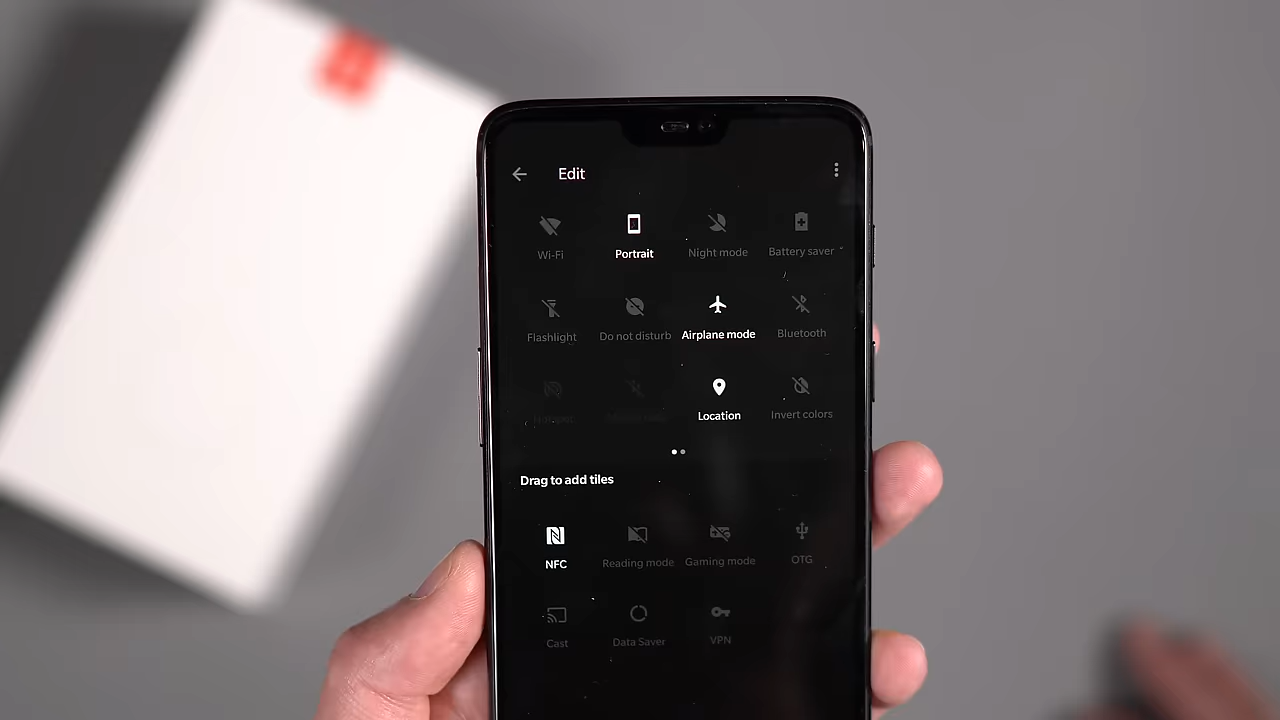 Edit
Wi-Fi
Portrait
Night mode
Battery saver
Flashlight
Do not disturb
Airplane mode
Bluetooth
Hotspot
Location
Invert colors
Drag to add tiles
NFC
Reading mode
Gaming mode
OTG
Cast
Data Saver
VPN